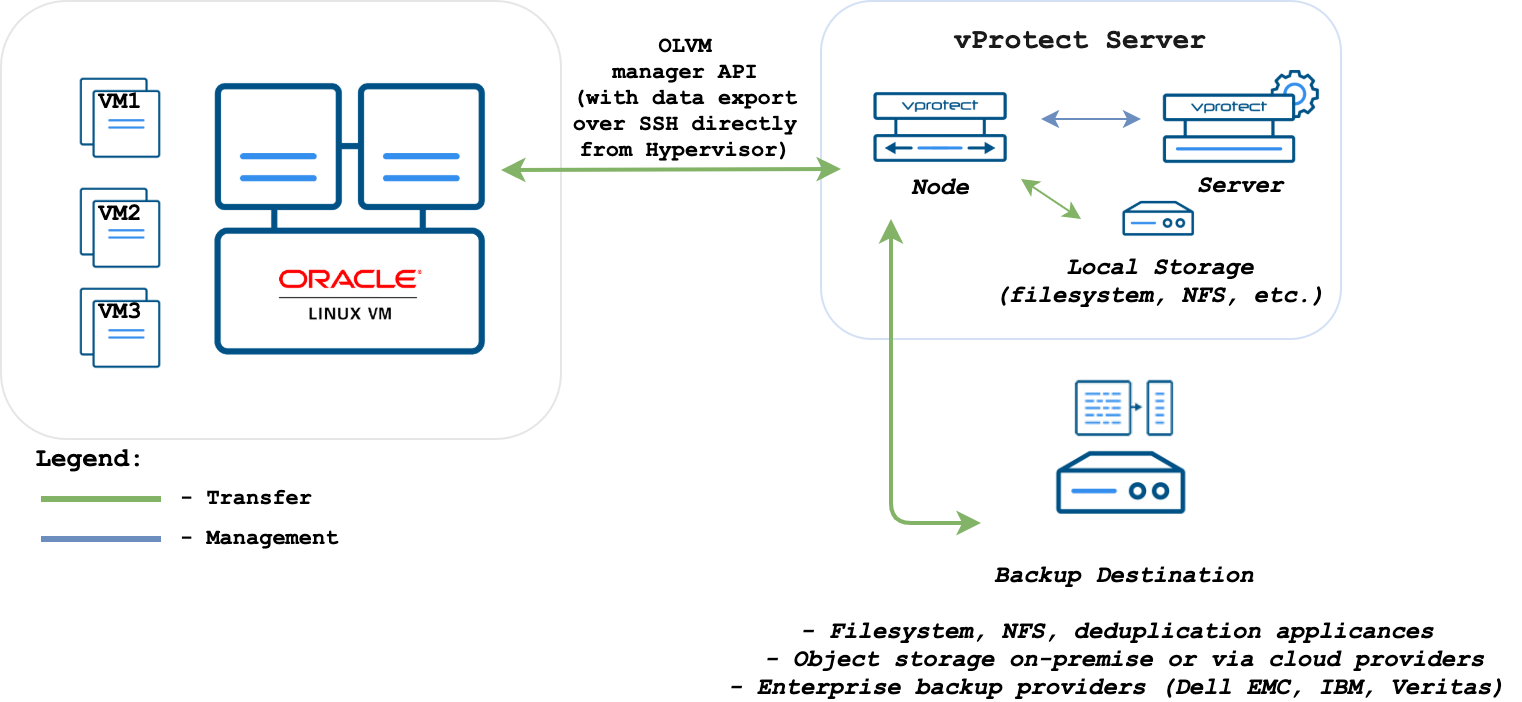 VM1
VM2
VM3
ORACLE®
LINUX VM
OLVM
manager API
(with data export
over SSH directly
from Hypervisor)
vProtect Server
vprotect
Node
vprotect
Server
Local Storage
(filesystem, NFS, etc.)
Legend:
- Transfer
- Management
Backup Destination
- Filesystem, NFS, deduplication applicances
- Object storage on-premise or via cloud providers
- Enterprise backup providers (Dell EMC, IBM, Veritas)